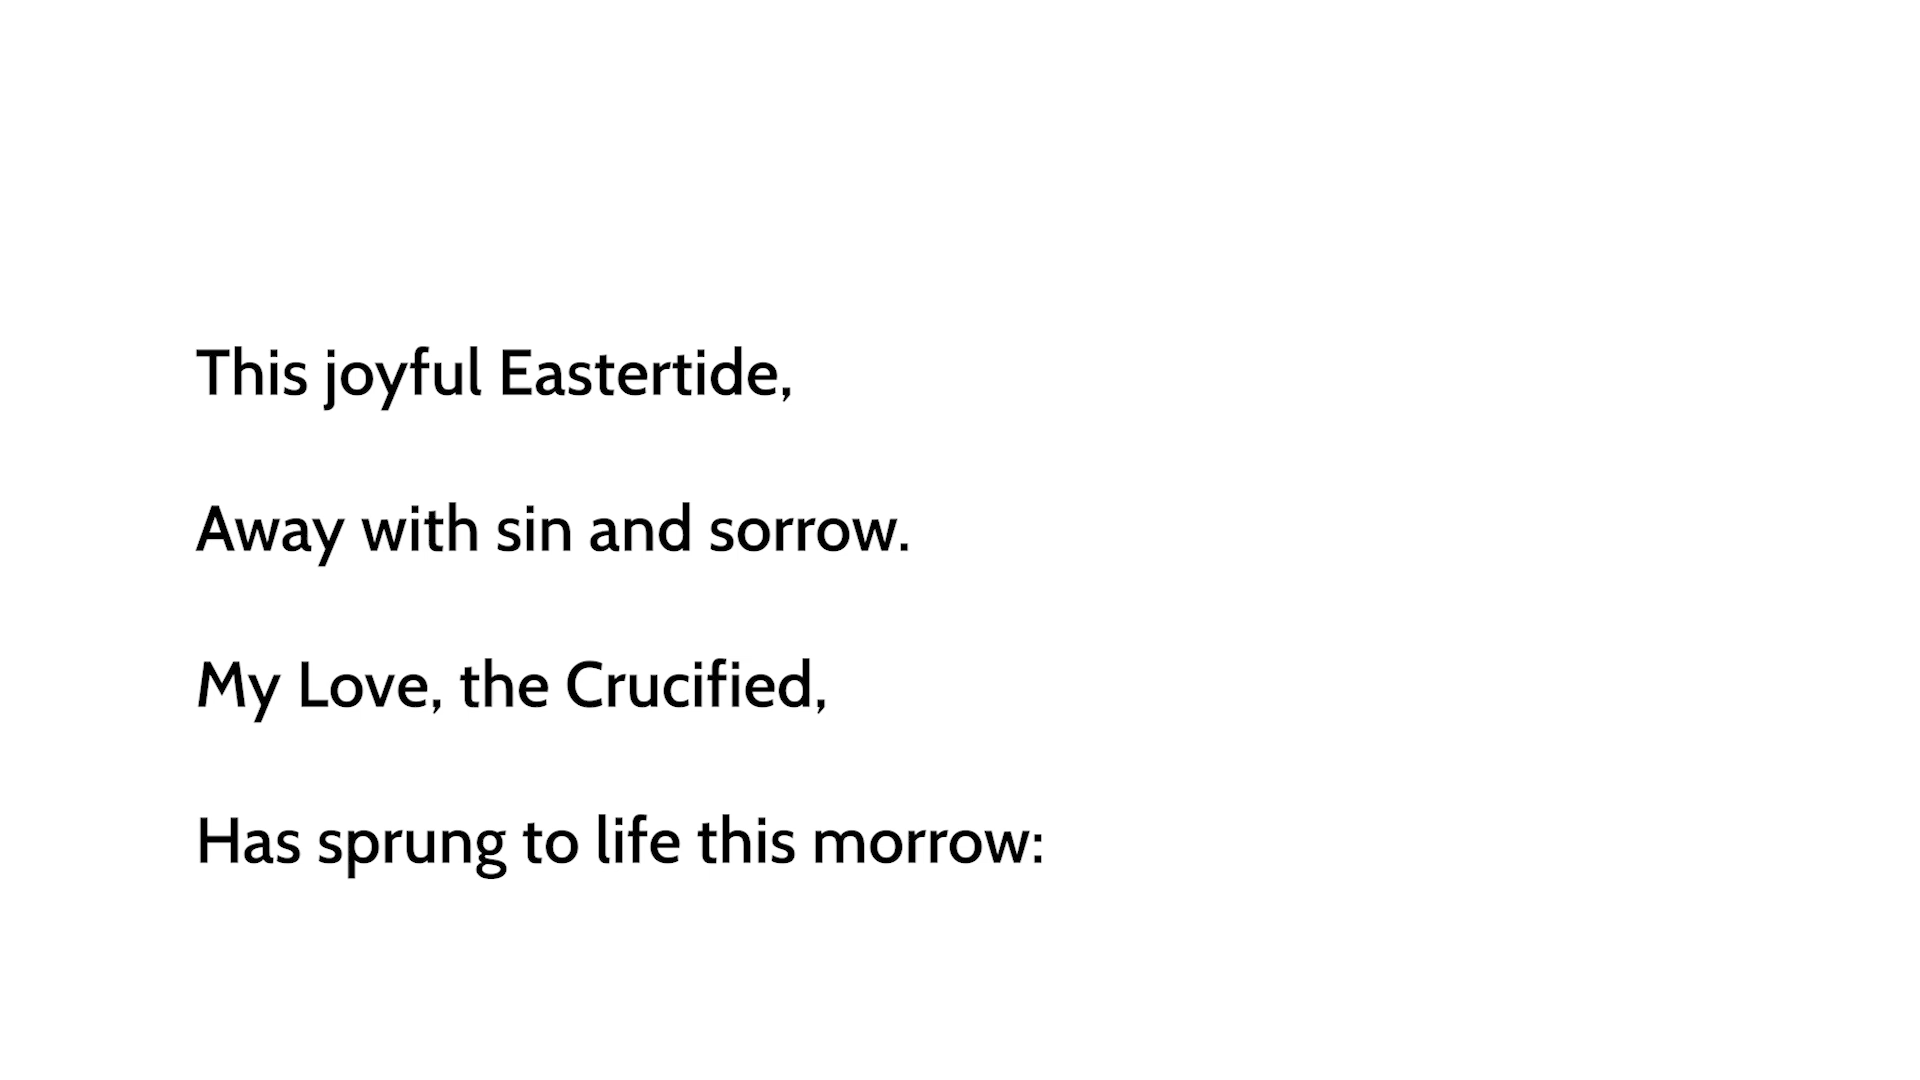 This joyful Eastertide,
Away with sin and sorrow.
My Love, the Crucified,
Has sprung to life this morrow: